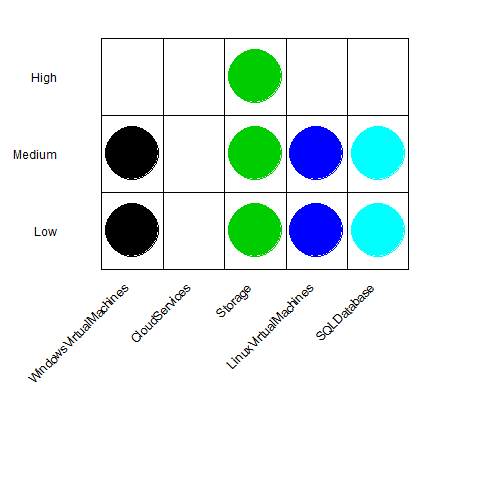 High
Medium
Low
WindowsVirtualMachines
CloudServices
Storage
LinuxVirtualMachines
SQLDatabase